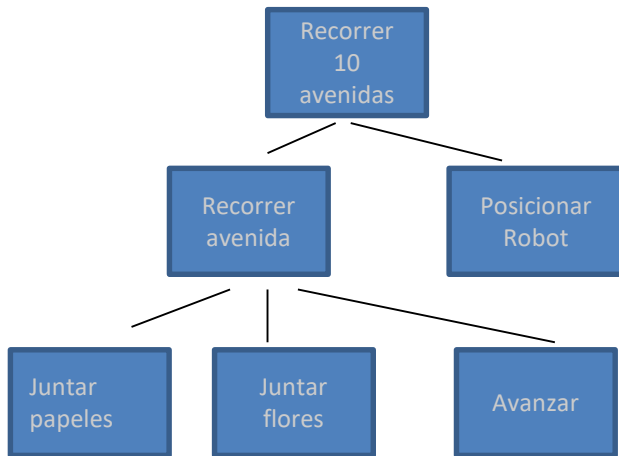 Recorrer
10
avenidas
Recorrer
avenida
Posicionar
Robot
Juntar
papeles
Juntar
flores
Avanzar